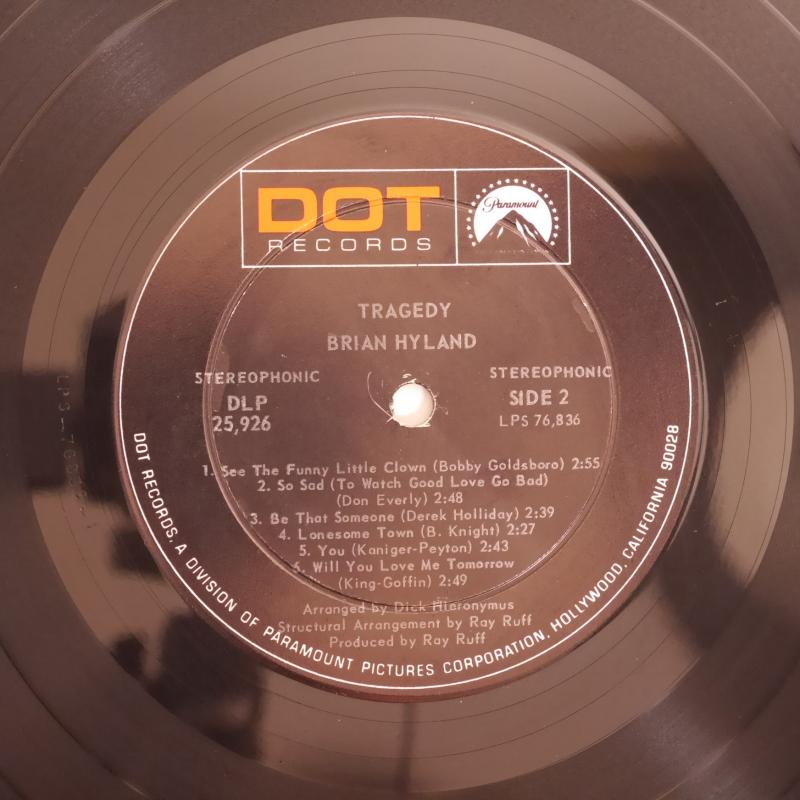 DOT
RECORDS
Paramount
TRAGEDY
BRIAN HYLAND
STEREOPHONIC
DLP
25,926
STEREOPHONIC
SIDE 2
LPS 76,836
1. See The Funny Little Clown (Bobby Goldsboro) 2:55
2. So Sad (To Watch Good Love Go Bad)
(Don Everly) 2:48
3. Be That Someone (Derek Holliday) 2:39
4. Lonesome Town (B. Knight) 2:27
5. You (Kaniger-Peyton) 2:43
6. Will You Love Me Tomorrow
(King-Goffin) 2:49
Arranged by Dick Hieronymus
Structural Arrangement by Ray Ruff
Produced by Ray Ruff
DOT RECORDS, A DIVISION OF PARAMOUNT PICTURES CORPORATION, HOLLYWOOD, CALIFORNIA 90028